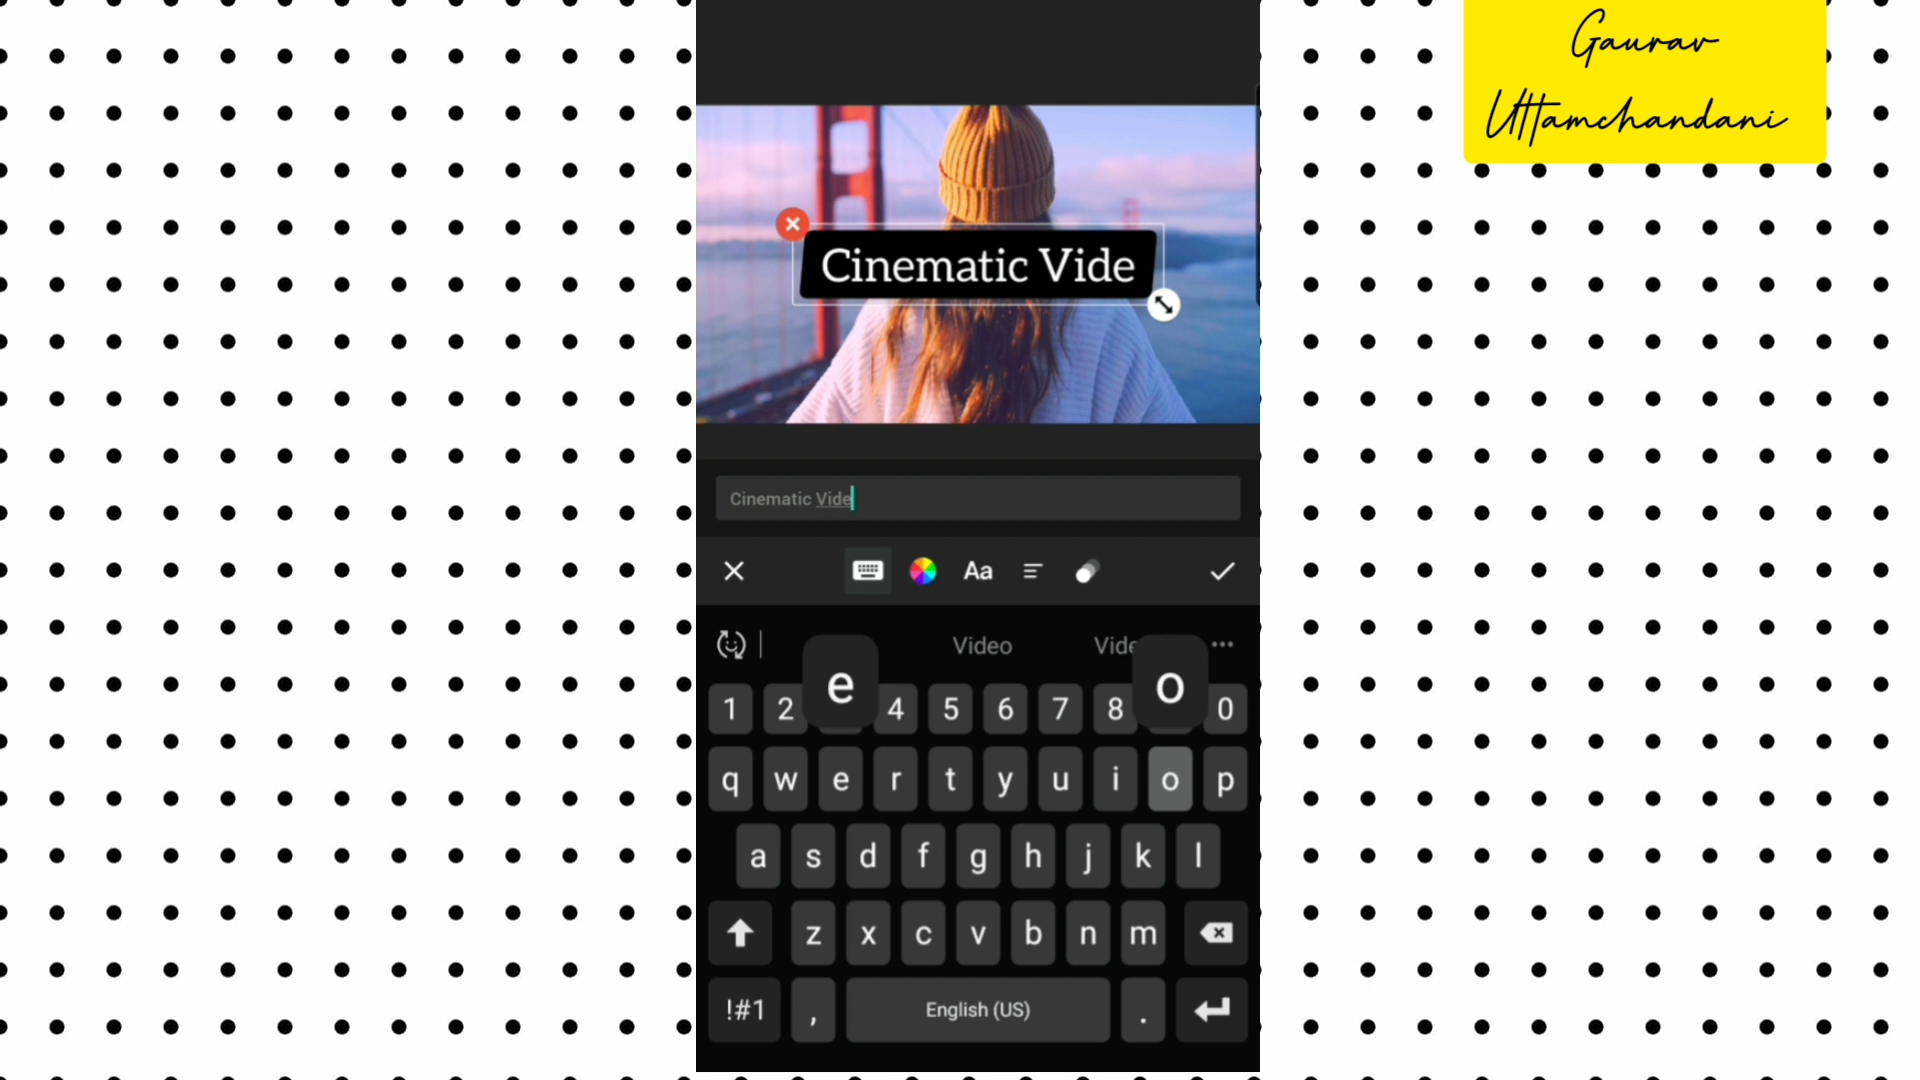 Gaurav
Uttamchandani
Cinematic Vide
Cinematic Vide
Aa
Video
e
o
1 2 4 5 6 7 8 0
q w e r t y u i o p
a s d f g h j k l
z x c v b n m
!#1 , English (US) .